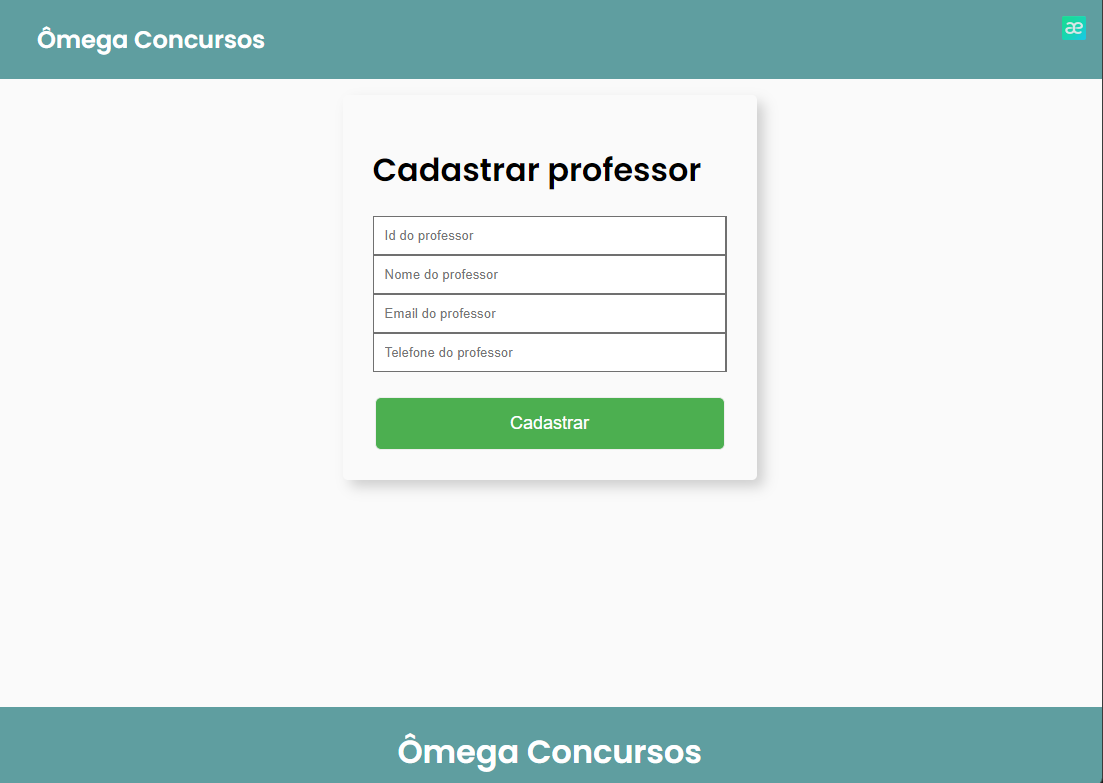 Ômega Concursos
æ
Cadastrar professor
Id do professor
Nome do professor
Email do professor
Telefone do professor
Cadastrar
Ômega Concursos